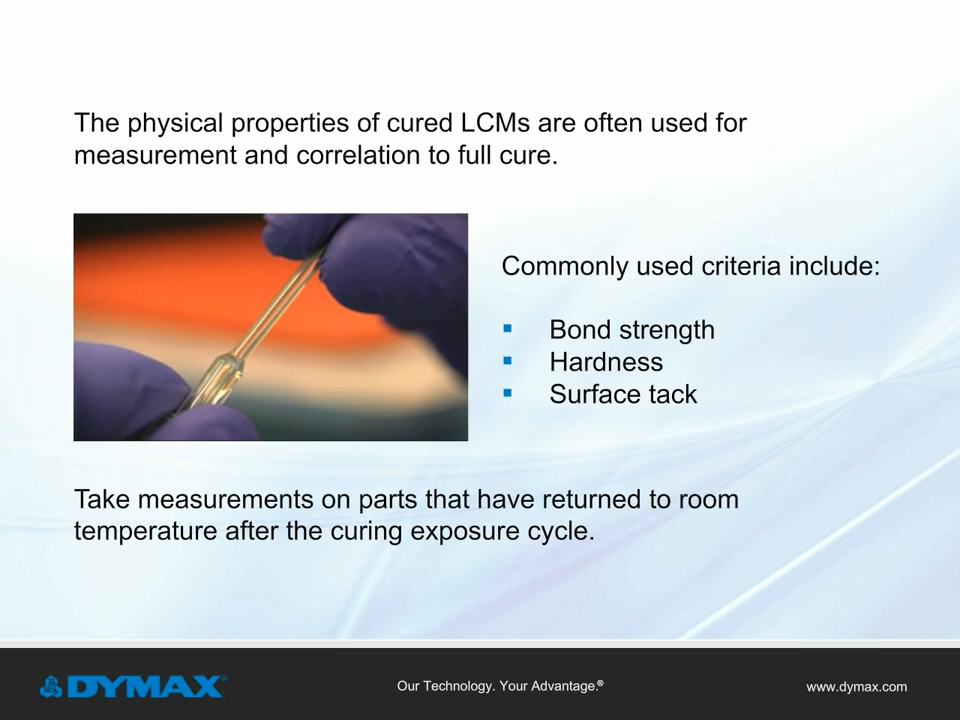 The physical properties of cured LCMs are often used for
measurement and correlation to full cure.
Commonly used criteria include:
▪ Bond strength
▪ Hardness
▪ Surface tack
Take measurements on parts that have returned to room
temperature after the curing exposure cycle.
DYMAX®
Our Technology. Your Advantage.®
www.dymax.com